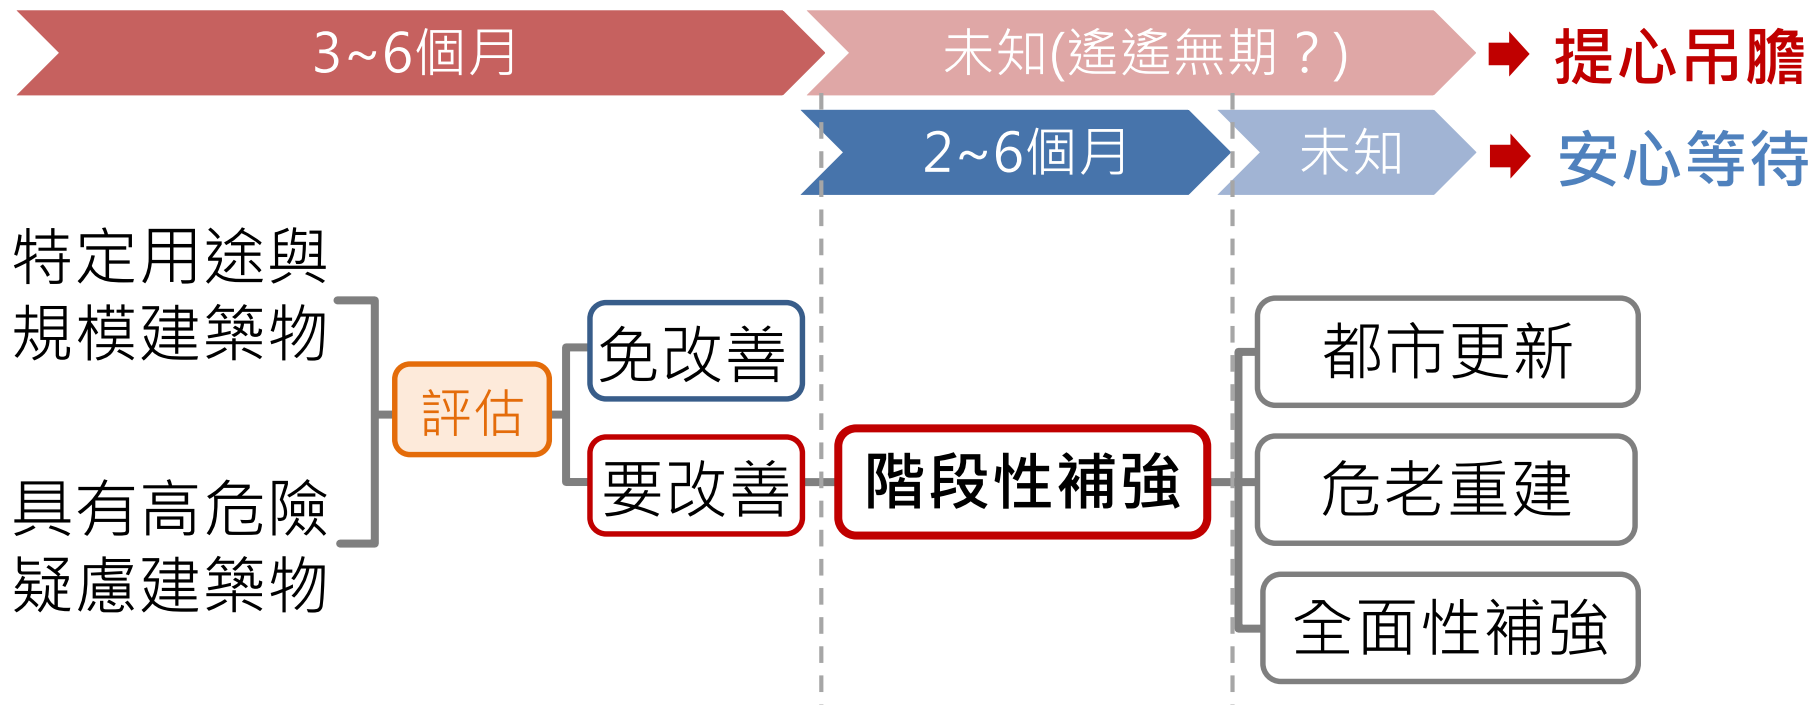 3~6個月
未知(遙遙無期？)
提心吊膽
2~6個月
未知
安心等待
特定用途與
規模建築物
具有高危險
疑慮建築物
評估
免改善
要改善
階段性補強
都市更新
危老重建
全面性補強